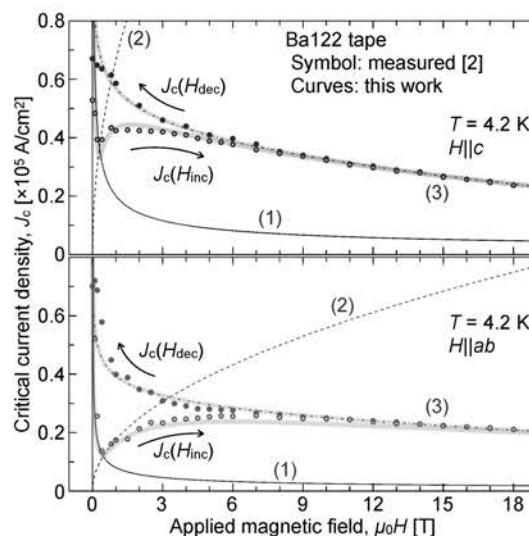 0.8
0.6
0.4
0.2
0
(2)
Ba122 tape
Symbol: measured [2]
Curves: this work
Jc(Hdec)
T = 4.2 K
H||c
Jc(Hinc)
(3)
(1)
Critical current density, Jc [×10⁵ A/cm²]
0.8
0.6
0.4
0.2
0
(2)
T = 4.2 K
H||ab
Jc(Hdec)
(3)
Jc(Hinc)
(1)
0 3 6 9 12 15 18
Applied magnetic field, μ₀H [T]